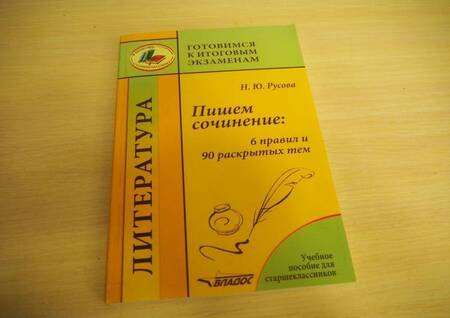 ГОТОВИМСЯ
К ИТОГОВЫМ
ЭКЗАМЕНАМ
ЛИТЕРАТУРА
Н. Ю. Русова
Пишем
сочинение:
6 правил и
90 раскрытых тем
Учебное
пособие для
старшеклассников
ВЛАДОС